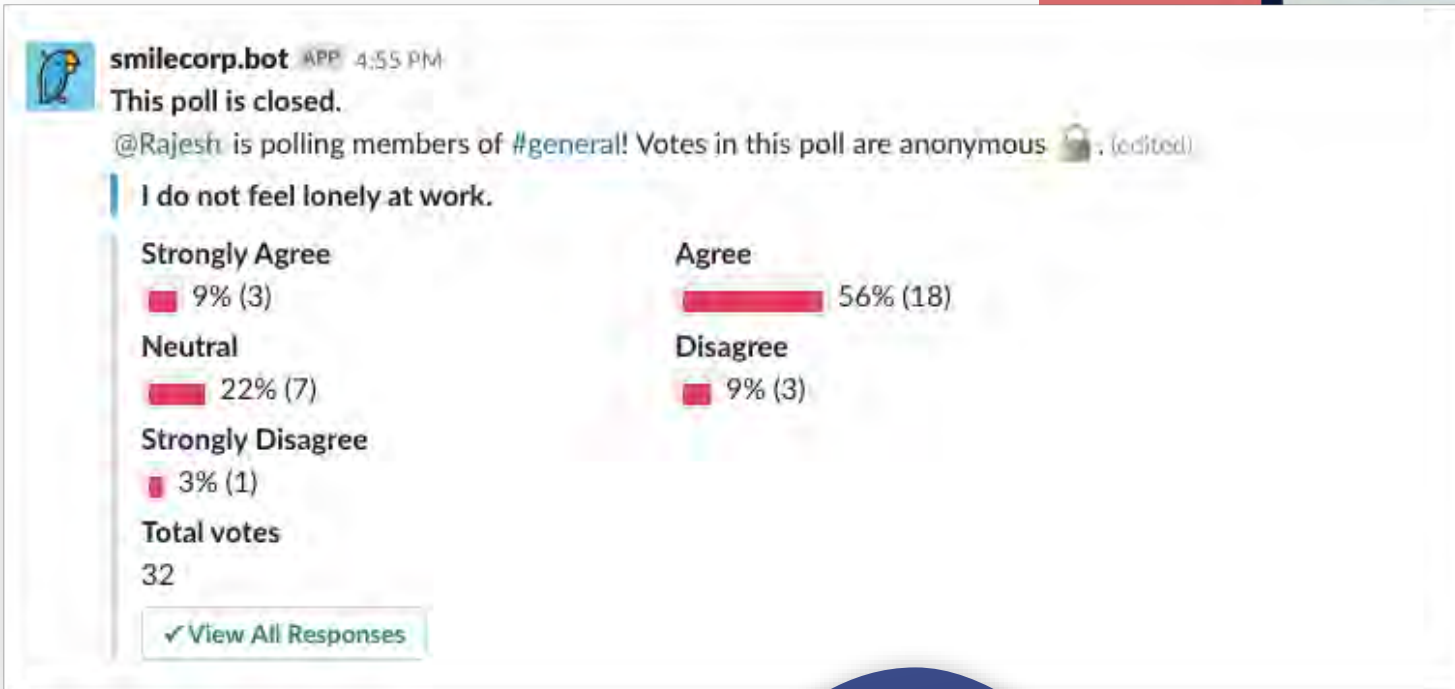 smilecorp.bot APP 4:55 PM
This poll is closed.
@Rajesh is polling members of #general! Votes in this poll are anonymous . (edited)
I do not feel lonely at work.
Strongly Agree Agree
9% (3) 56% (18)
Neutral Disagree
22% (7) 9% (3)
Strongly Disagree
3% (1)
Total votes
32
✓ View All Responses